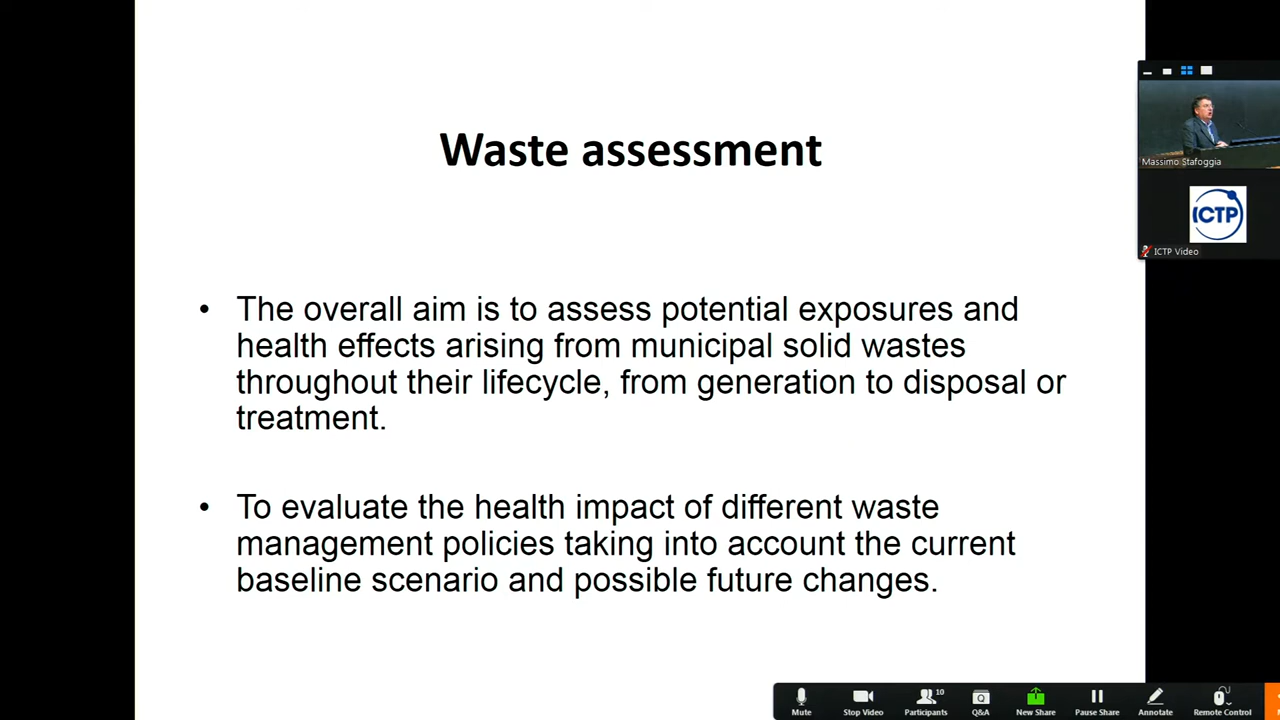 Waste assessment
• The overall aim is to assess potential exposures and
health effects arising from municipal solid wastes
throughout their lifecycle, from generation to disposal or
treatment.
• To evaluate the health impact of different waste
management policies taking into account the current
baseline scenario and possible future changes.
Massimo Stafoggia
ICTP
ICTP Video
Mute
Stop Video
Participants
10
Q&A
New Share
Pause Share
Annotate
Remote Control